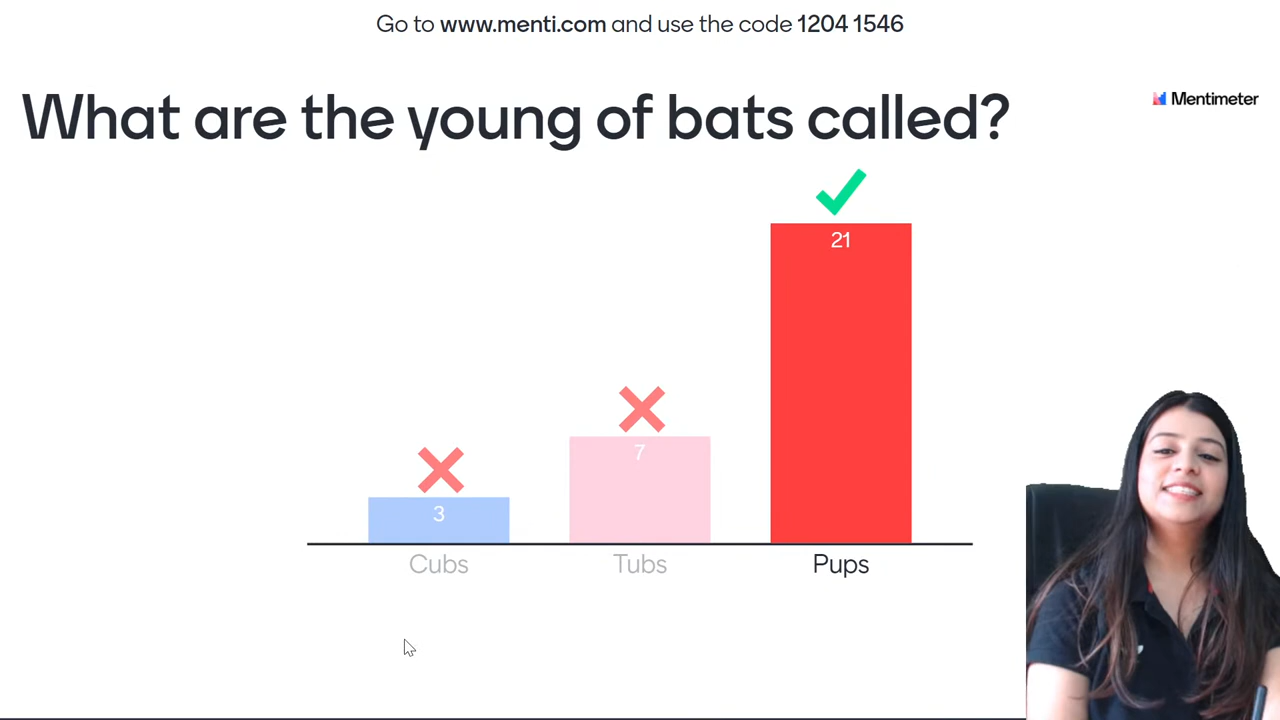 Go to www.menti.com and use the code 1204 1546
What are the young of bats called?
Mentimeter
21
7
3
Cubs
Tubs
Pups